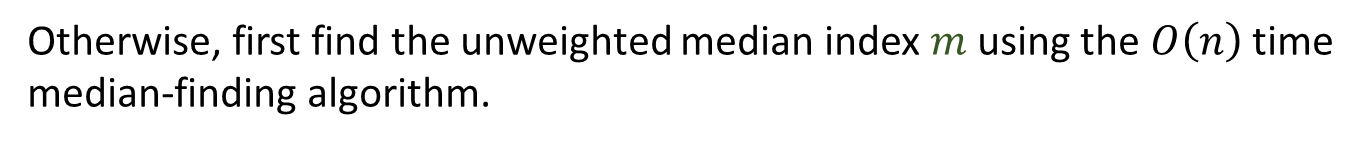 Otherwise, first find the unweighted median index m using the O(n) time
median-finding algorithm.